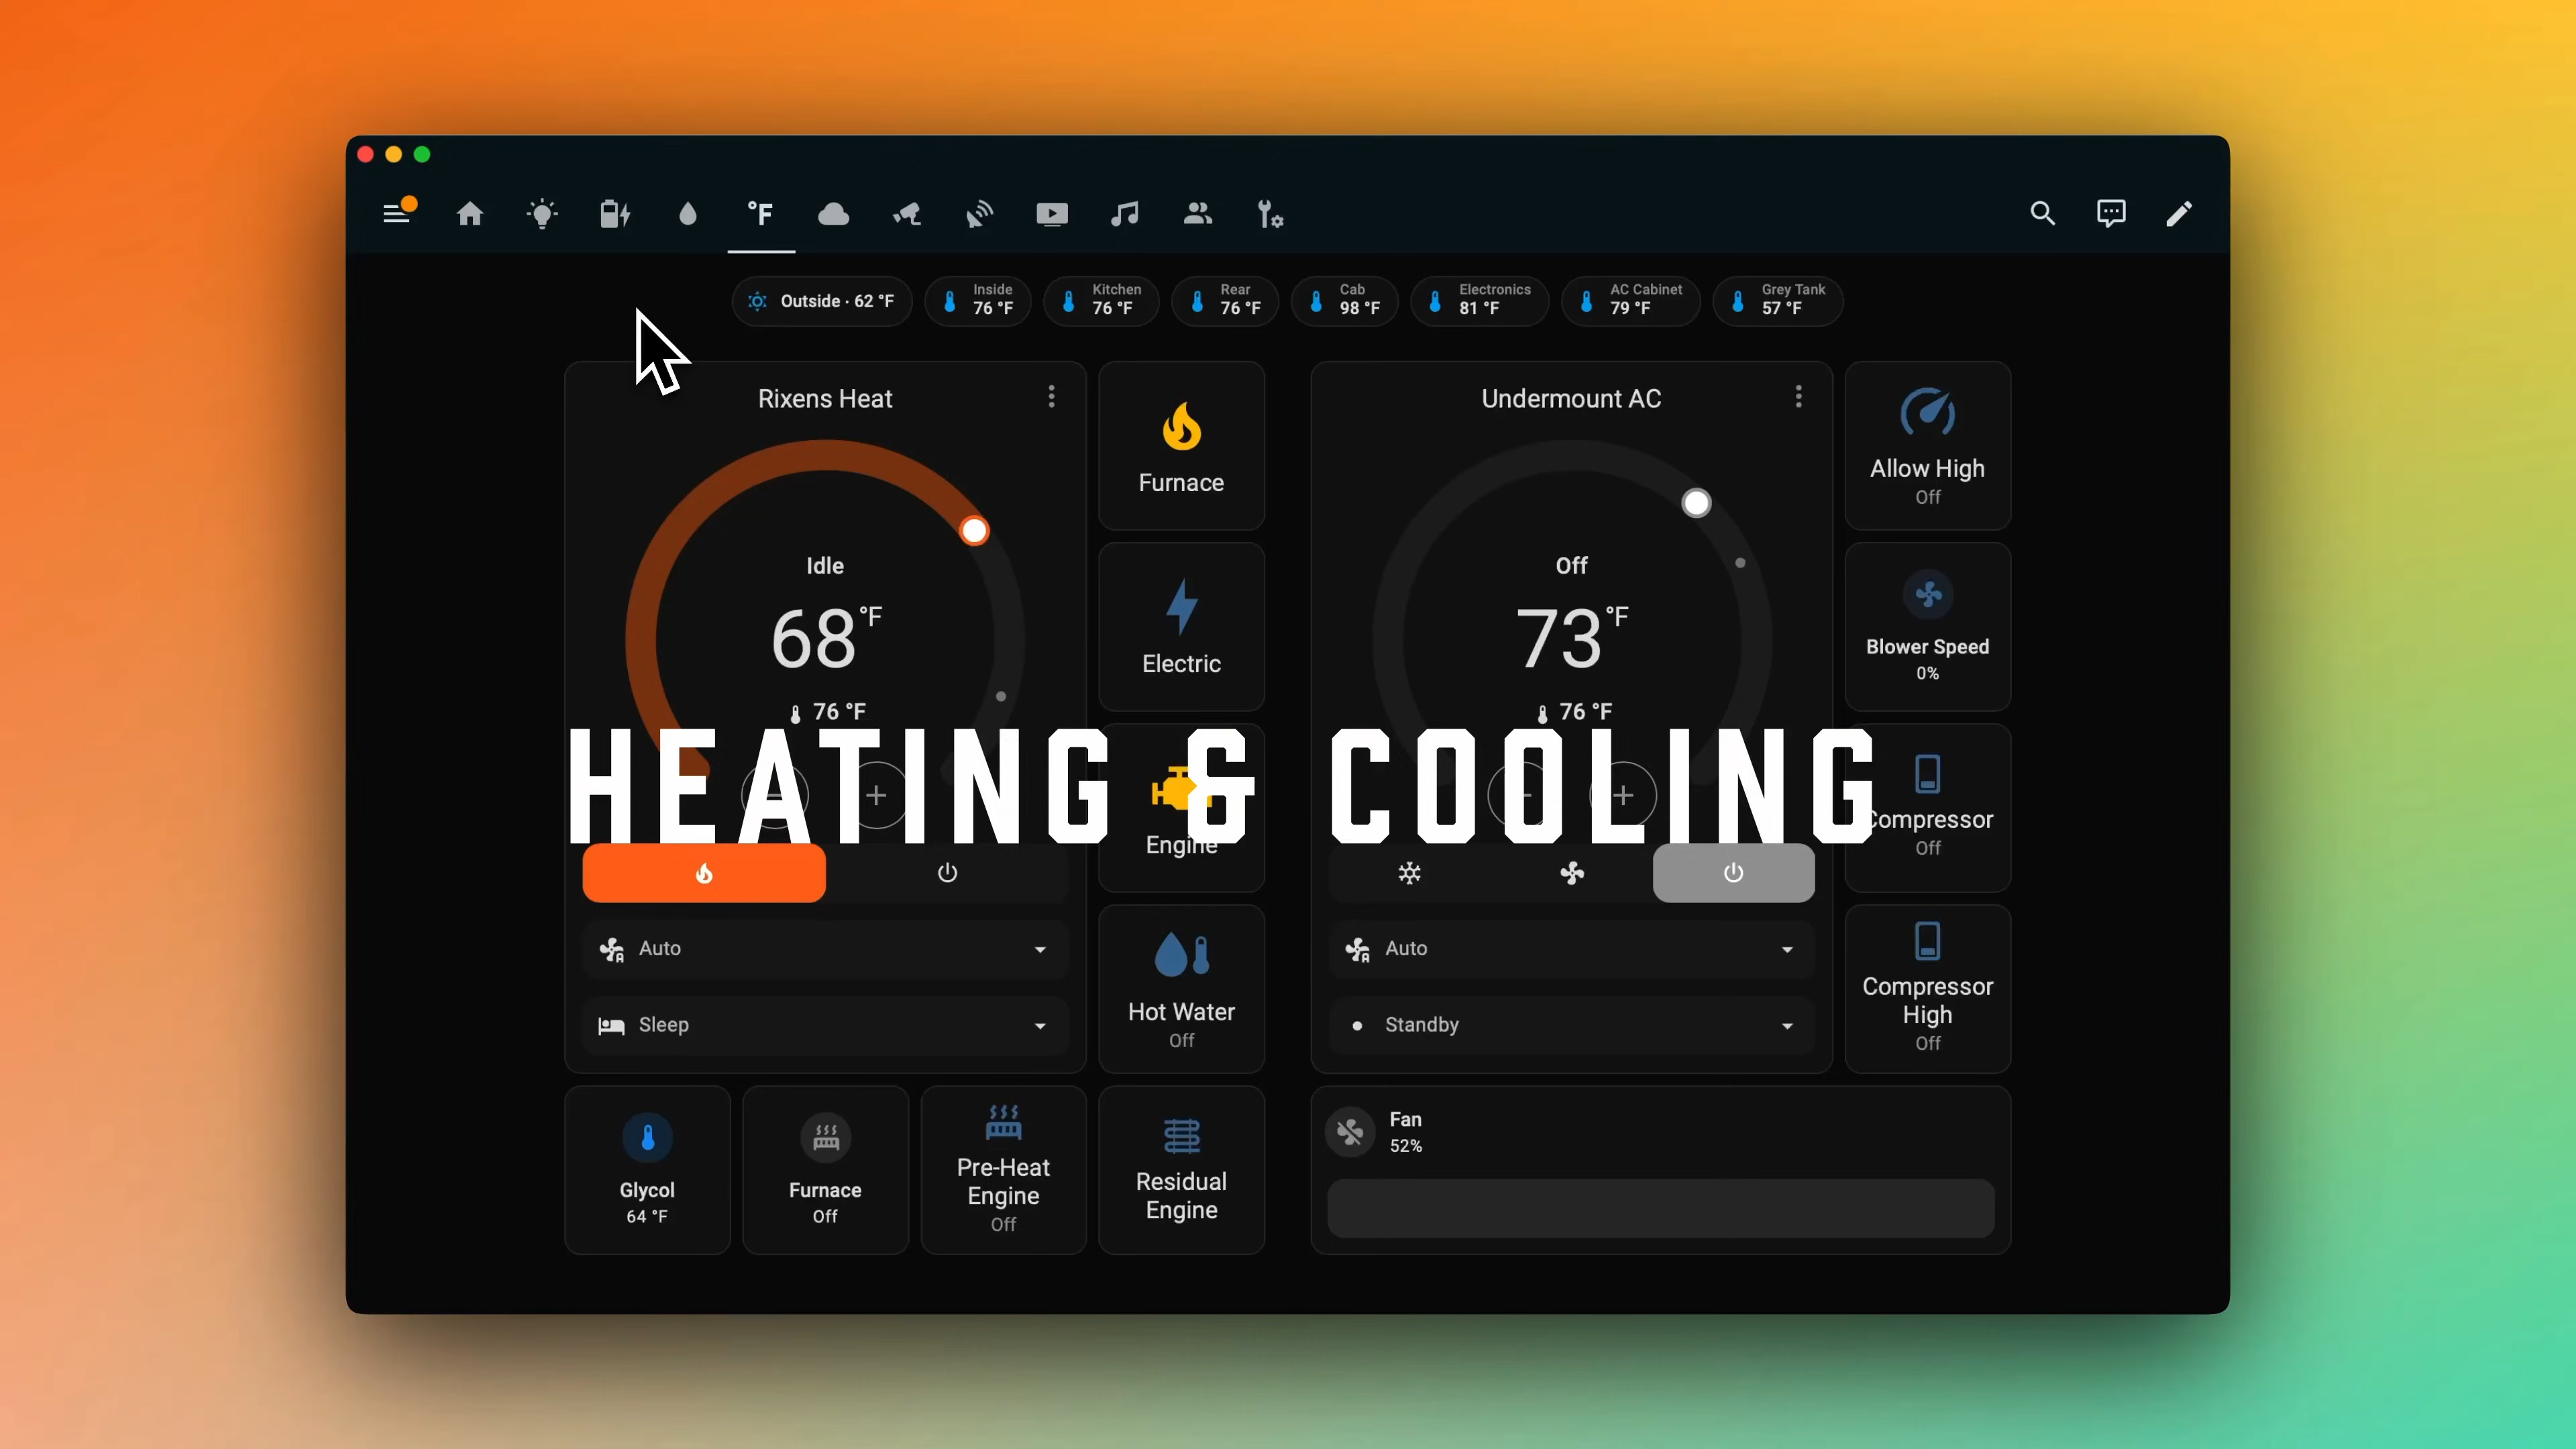 °F
Outside · 62 °F
Inside
76 °F
Kitchen
76 °F
Rear
76 °F
Cab
98 °F
Electronics
81 °F
AC Cabinet
79 °F
Grey Tank
57 °F
Rixens Heat
Idle
68 °F
76 °F
Furnace
Electric
Engine
Hot Water
Off
Undermount AC
Off
73 °F
76 °F
Allow High
Off
Blower Speed
0%
Compressor
Off
Compressor
High
Off
HEATING & COOLING
Auto
Sleep
Auto
Standby
Glycol
64 °F
Furnace
Off
Pre-Heat
Engine
Off
Residual
Engine
Fan
52%